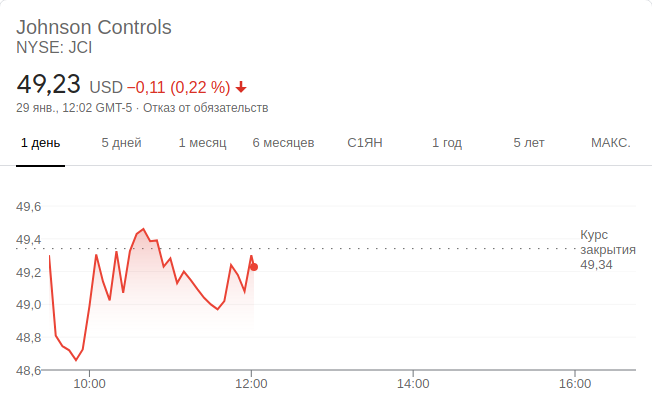 Johnson Controls
NYSE: JCI
49,23 USD −0,11 (0,22 %)
29 янв., 12:02 GMT-5 · Отказ от обязательств
1 день 5 дней 1 месяц 6 месяцев С1ЯН 1 год 5 лет МАКС.
49,6
49,4
49,2
49,0
48,8
48,6
Курс
закрытия
49,34
10:00 12:00 14:00 16:00